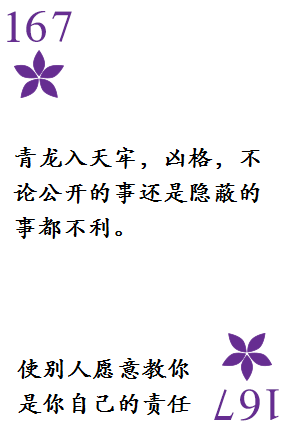 167
青龙入天牢，凶格，不
论公开的事还是隐蔽的
事都不利。
使别人愿意教你
是你自己的责任
167